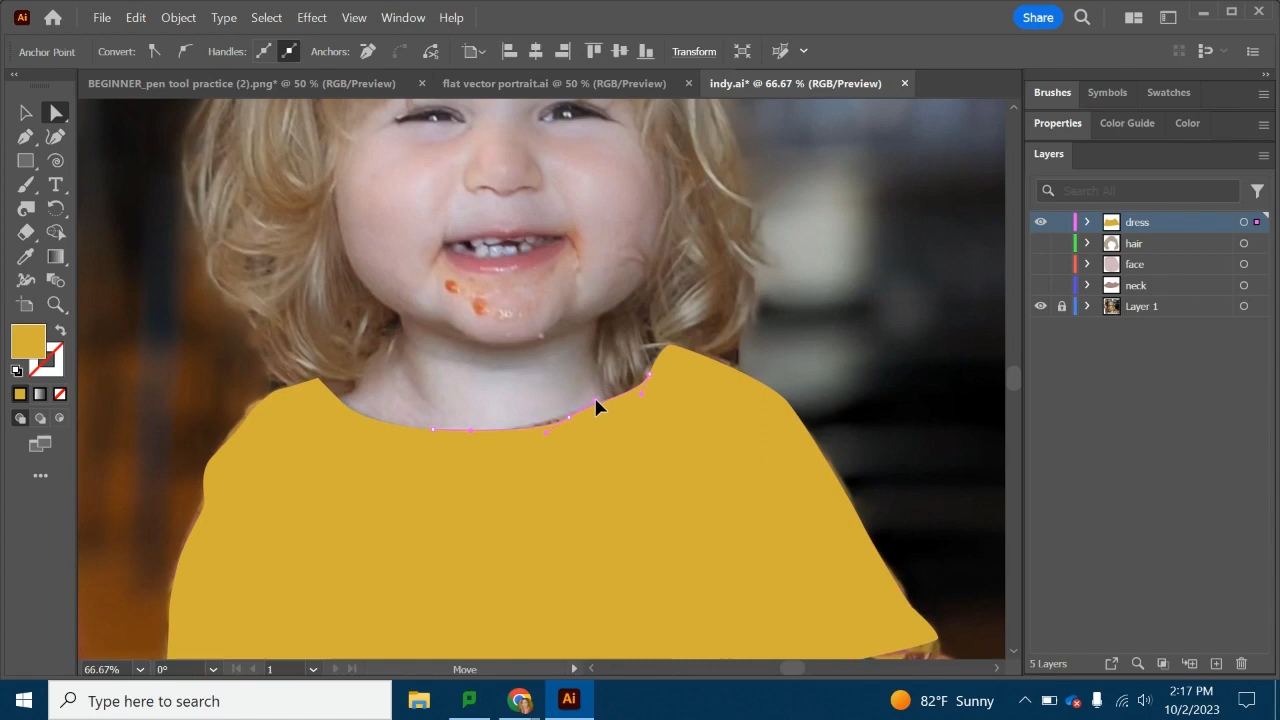 Ai File Edit Object Type Select Effect View Window Help Share
Anchor Point Convert: Handles: Anchors: Transform
BEGINNER_pen tool practice (2).png* @ 50 % (RGB/Preview) flat vector portrait.ai @ 50 % (RGB/Preview) indy.ai* @ 66.67 % (RGB/Preview)
Brushes Symbols Swatches
Properties Color Guide Color
Layers
Search All
dress
hair
face
neck
Layer 1
5 Layers
66.67% 0° 1 Move
Type here to search
Ai
82°F Sunny
3:17 PM
10/2/2023